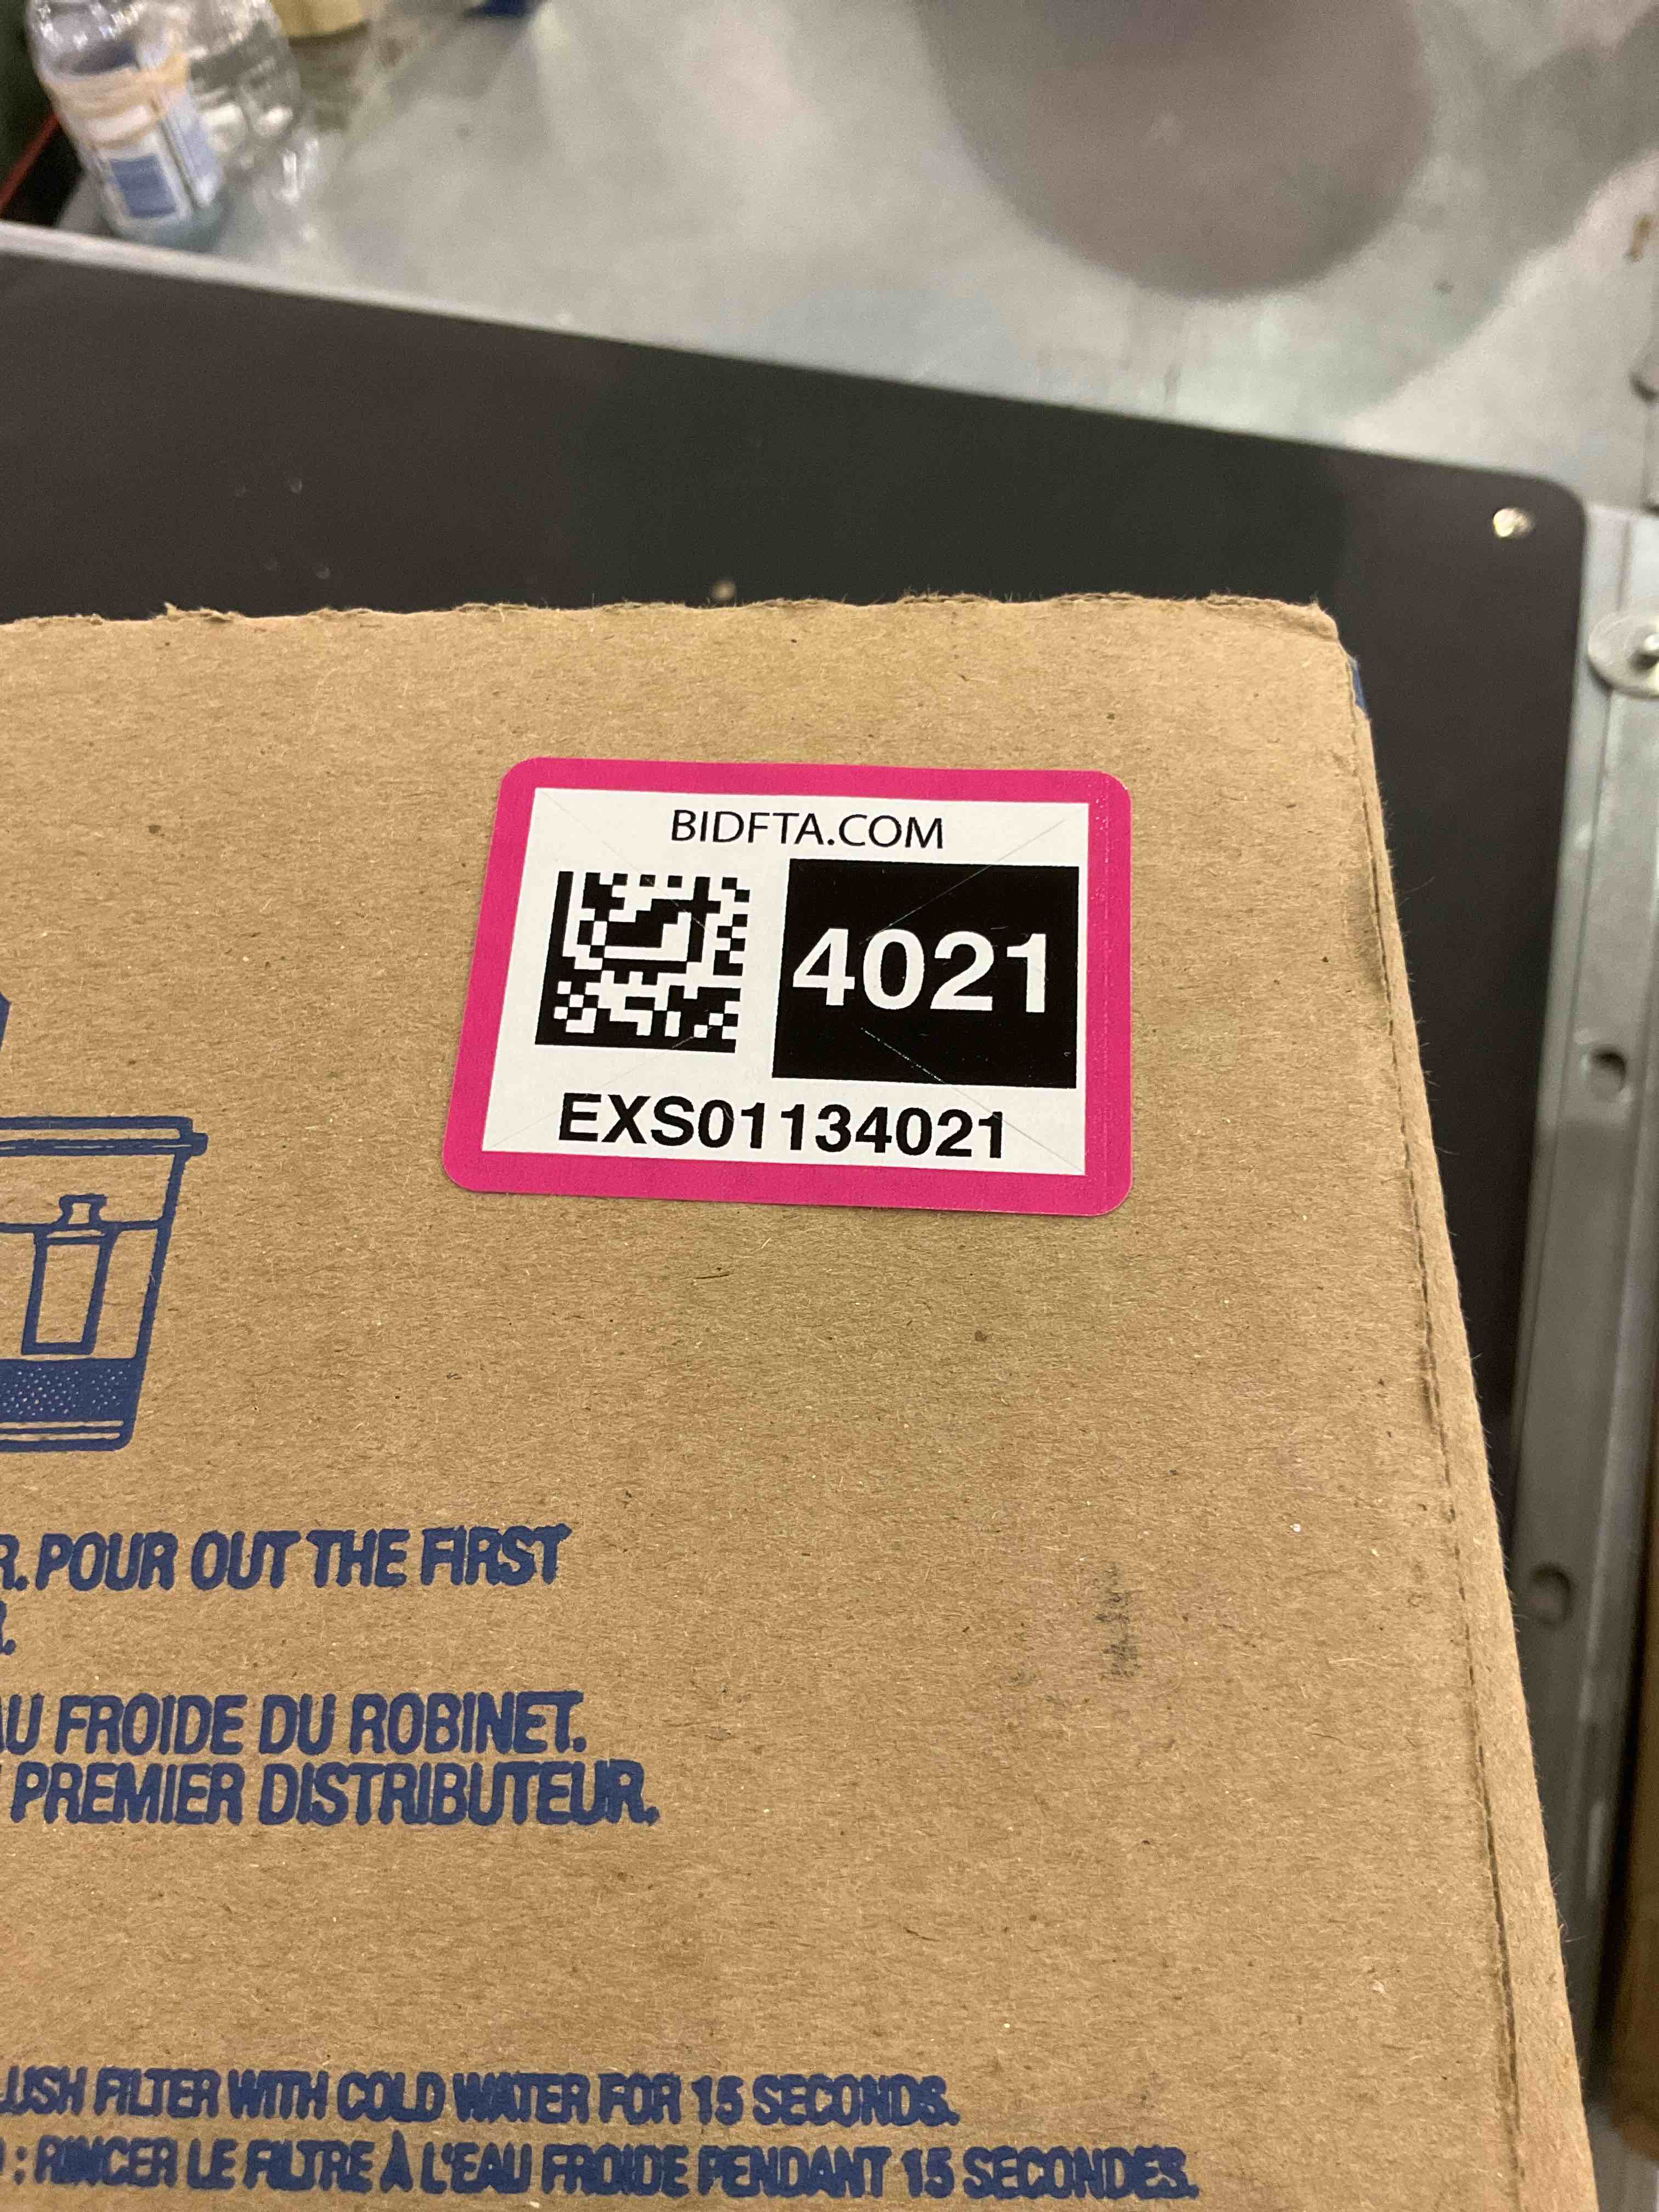 BIDFTA.COM
4021
EXS01134021
R. POUR OUT THE FIRST
R.
AU FROIDE DU ROBINET.
PREMIER DISTRIBUTEUR.
LUSH FILTER WITH COLD WATER FOR 15 SECONDS.
: RINCER LE FILTRE À L'EAU FROIDE PENDANT 15 SECONDES.